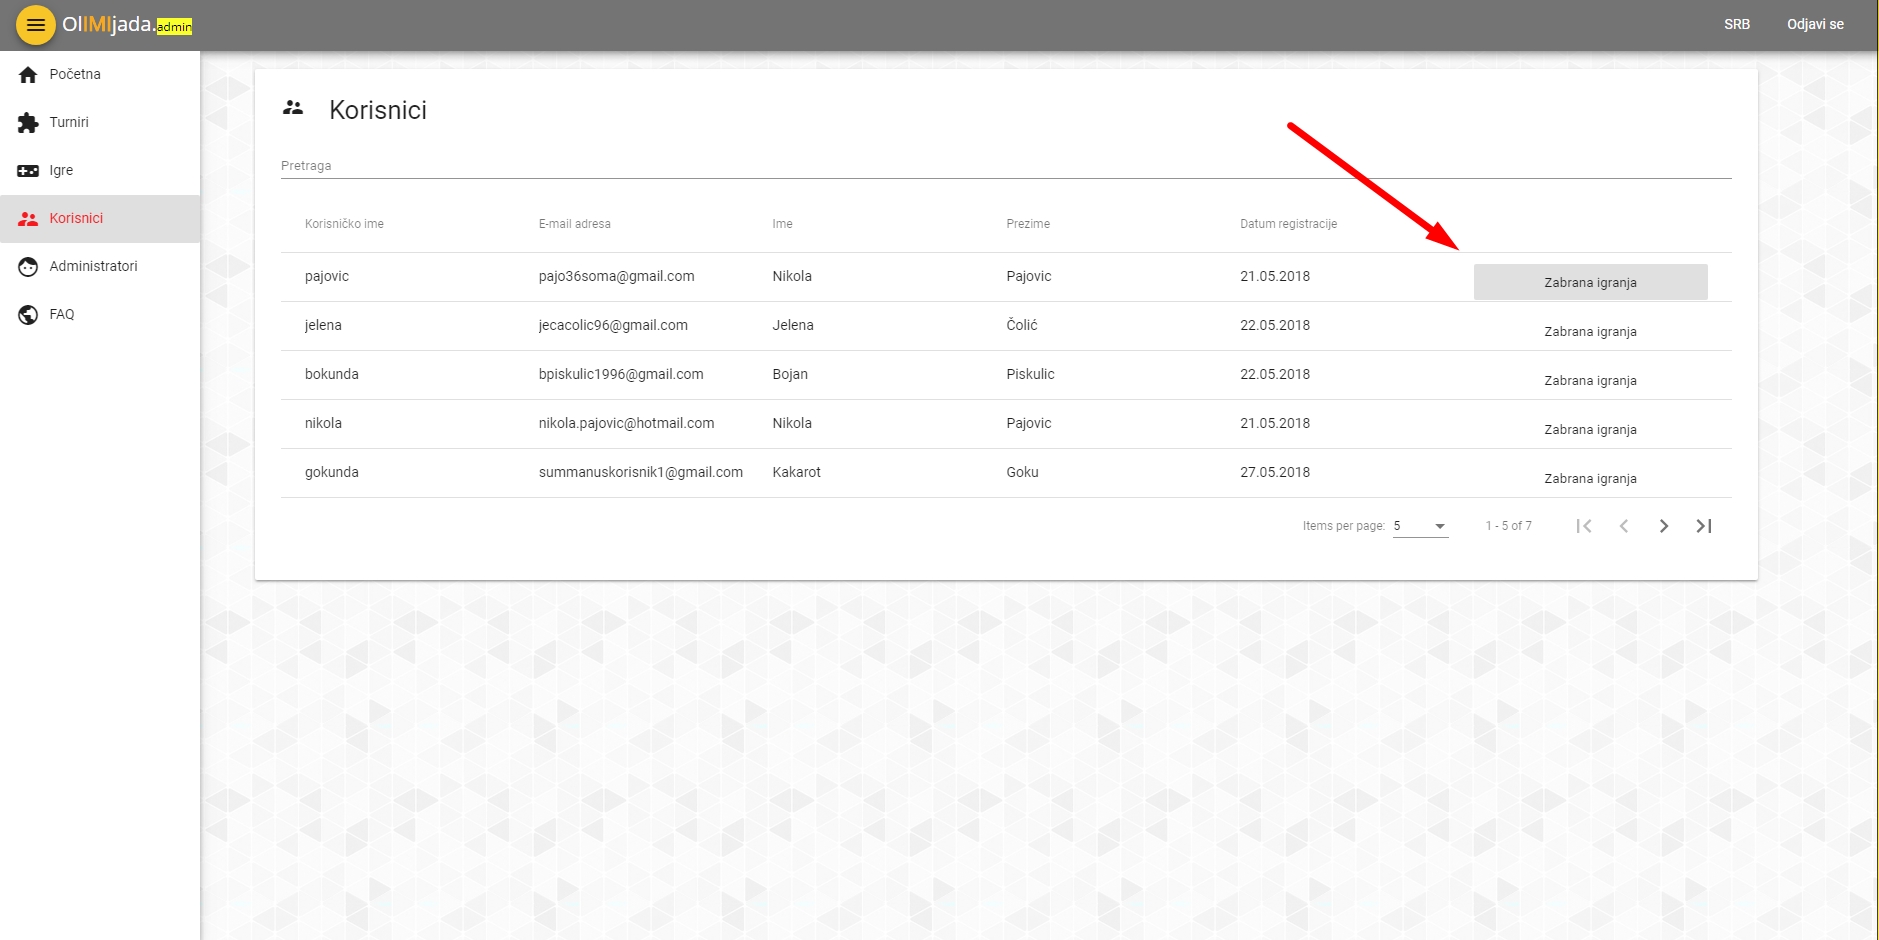 OlIMIjada.admin SRB Odjavi se
Početna
Turniri
Igre
Korisnici
Administratori
FAQ
Korisnici
Pretraga
Korisničko ime E-mail adresa Ime Prezime Datum registracije
pajovic pajo36soma@gmail.com Nikola Pajovic 21.05.2018 Zabrana igranja
jelena jecacolic96@gmail.com Jelena Čolić 22.05.2018 Zabrana igranja
bokunda bpiskulic1996@gmail.com Bojan Piskulic 22.05.2018 Zabrana igranja
nikola nikola.pajovic@hotmail.com Nikola Pajovic 21.05.2018 Zabrana igranja
gokunda summanuskorisnik1@gmail.com Kakarot Goku 27.05.2018 Zabrana igranja
Items per page: 5 1 - 5 of 7